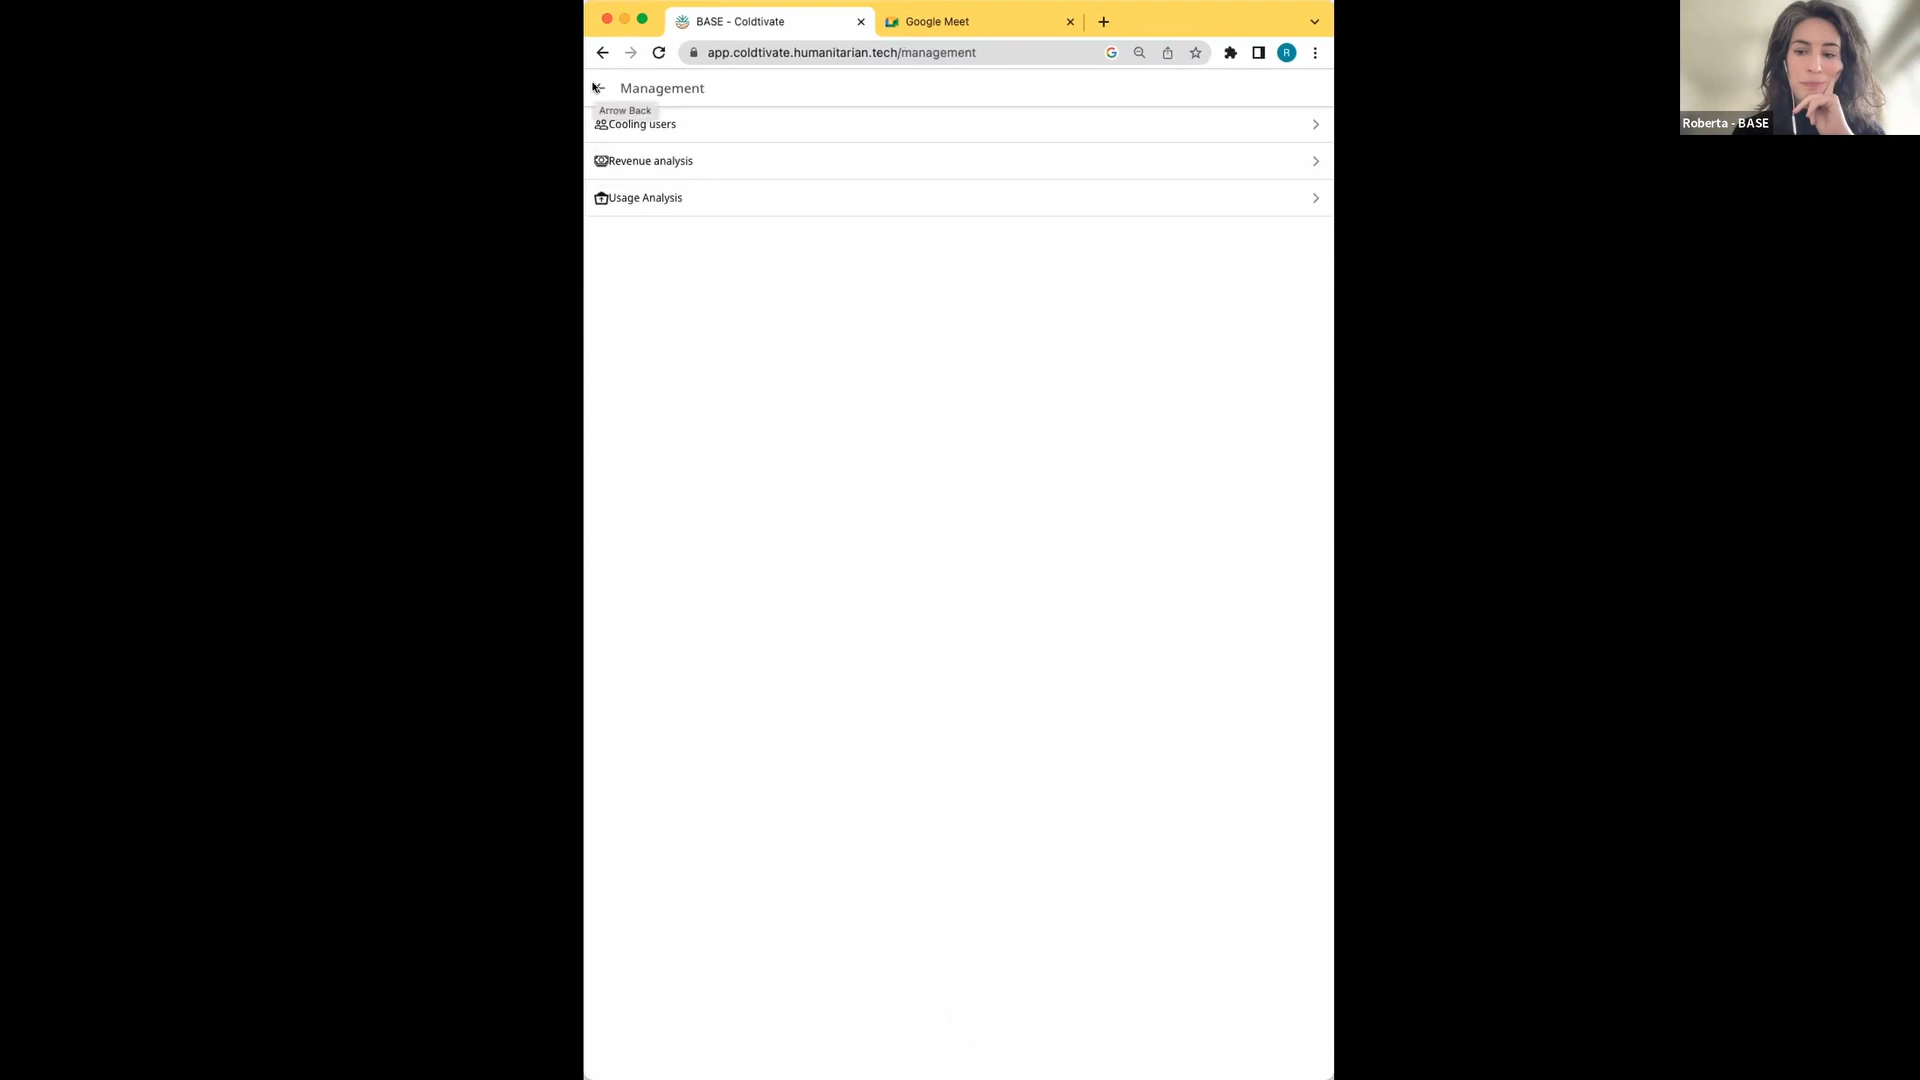 BASE - Coldtivate
Google Meet
app.coldtivate.humanitarian.tech/management
R
Management
Arrow Back
Cooling users
Revenue analysis
Usage Analysis
Roberta - BASE